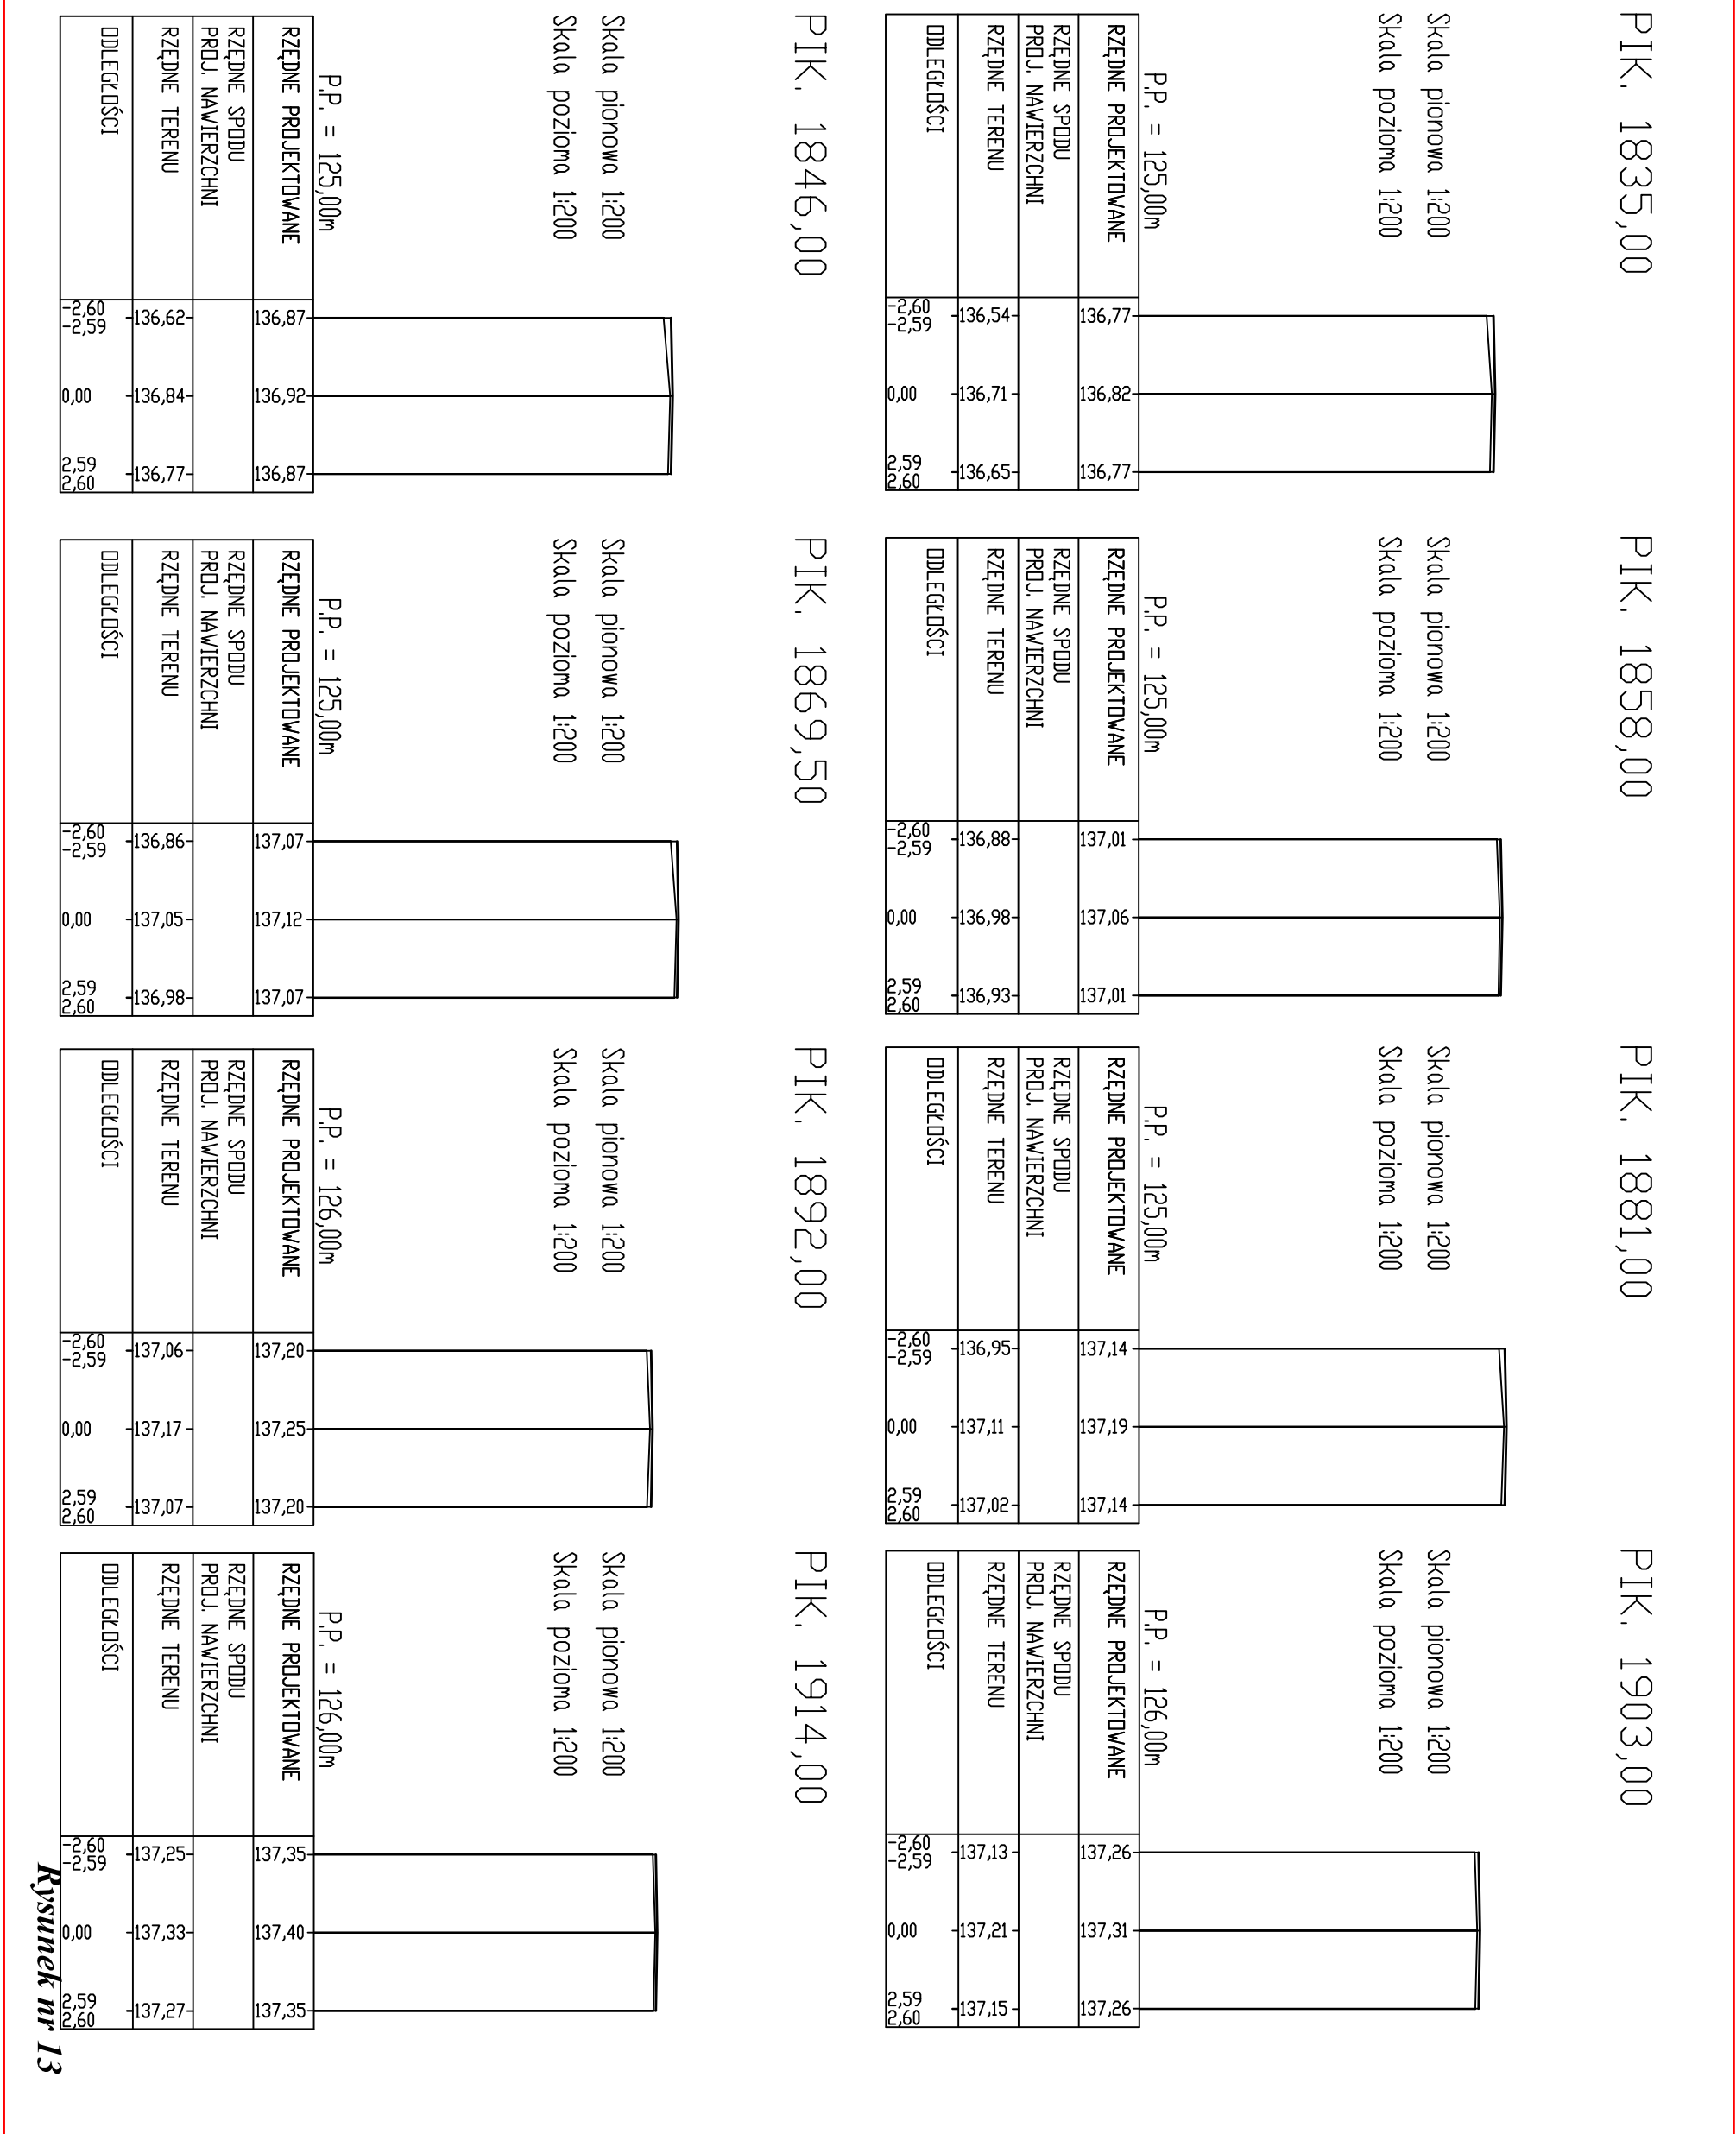 PIK. 1835,00
Skala pionowa 1:200
Skala pozioma 1:200
P.P. = 125,00m
RZĘDNE PROJEKTOWANE 136,77 136,82 136,77
RZĘDNE SPODU
PROJ. NAWIERZCHNI
RZĘDNE TERENU 136,54 136,71 136,65
ODLEGŁOŚCI -2,60 -2,59 0,00 2,59 2,60
PIK. 1858,00
Skala pionowa 1:200
Skala pozioma 1:200
P.P. = 125,00m
RZĘDNE PROJEKTOWANE 137,01 137,06 137,01
RZĘDNE SPODU
PROJ. NAWIERZCHNI
RZĘDNE TERENU 136,88 136,98 136,93
ODLEGŁOŚCI -2,60 -2,59 0,00 2,59 2,60
PIK. 1881,00
Skala pionowa 1:200
Skala pozioma 1:200
P.P. = 125,00m
RZĘDNE PROJEKTOWANE 137,14 137,19 137,14
RZĘDNE SPODU
PROJ. NAWIERZCHNI
RZĘDNE TERENU 136,95 137,11 137,02
ODLEGŁOŚCI -2,60 -2,59 0,00 2,59 2,60
PIK. 1903,00
Skala pionowa 1:200
Skala pozioma 1:200
P.P. = 126,00m
RZĘDNE PROJEKTOWANE 137,26 137,31 137,26
RZĘDNE SPODU
PROJ. NAWIERZCHNI
RZĘDNE TERENU 137,13 137,21 137,15
ODLEGŁOŚCI -2,60 -2,59 0,00 2,59 2,60
PIK. 1846,00
Skala pionowa 1:200
Skala pozioma 1:200
P.P. = 125,00m
RZĘDNE PROJEKTOWANE 136,87 136,92 136,87
RZĘDNE SPODU
PROJ. NAWIERZCHNI
RZĘDNE TERENU 136,62 136,84 136,77
ODLEGŁOŚCI -2,60 -2,59 0,00 2,59 2,60
PIK. 1869,50
Skala pionowa 1:200
Skala pozioma 1:200
P.P. = 125,00m
RZĘDNE PROJEKTOWANE 137,07 137,12 137,07
RZĘDNE SPODU
PROJ. NAWIERZCHNI
RZĘDNE TERENU 136,86 137,05 136,98
ODLEGŁOŚCI -2,60 -2,59 0,00 2,59 2,60
PIK. 1892,00
Skala pionowa 1:200
Skala pozioma 1:200
P.P. = 126,00m
RZĘDNE PROJEKTOWANE 137,20 137,25 137,20
RZĘDNE SPODU
PROJ. NAWIERZCHNI
RZĘDNE TERENU 137,06 137,17 137,07
ODLEGŁOŚCI -2,60 -2,59 0,00 2,59 2,60
PIK. 1914,00
Skala pionowa 1:200
Skala pozioma 1:200
P.P. = 126,00m
RZĘDNE PROJEKTOWANE 137,35 137,40 137,35
RZĘDNE SPODU
PROJ. NAWIERZCHNI
RZĘDNE TERENU 137,25 137,33 137,27
ODLEGŁOŚCI -2,60 -2,59 0,00 2,59 2,60
Rysunek nr 13